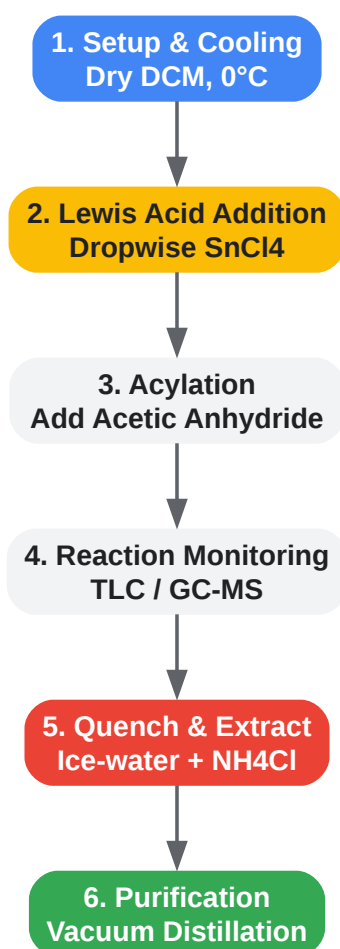 1. Setup & Cooling
Dry DCM, 0°C
2. Lewis Acid Addition
Dropwise SnCl4
3. Acylation
Add Acetic Anhydride
4. Reaction Monitoring
TLC / GC-MS
5. Quench & Extract
Ice-water + NH4Cl
6. Purification
Vacuum Distillation